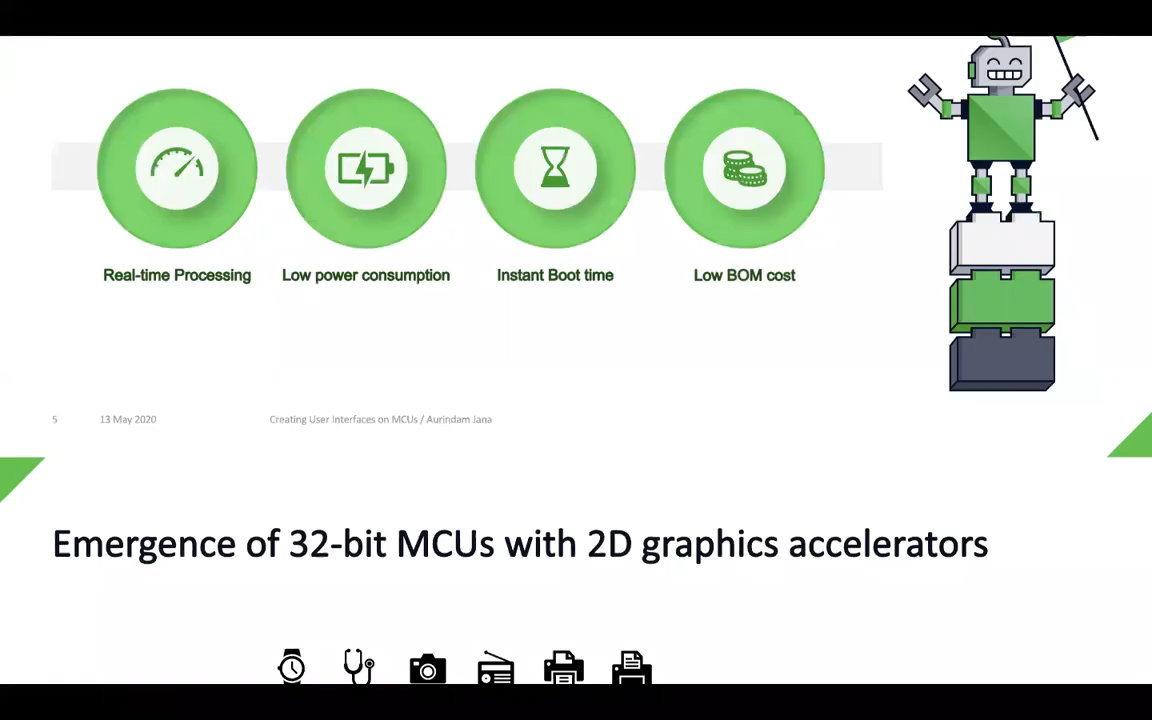 Real-time Processing
Low power consumption
Instant Boot time
Low BOM cost
5 13 May 2020 Creating User Interfaces on MCUs / Aurindam Jana
Emergence of 32-bit MCUs with 2D graphics accelerators